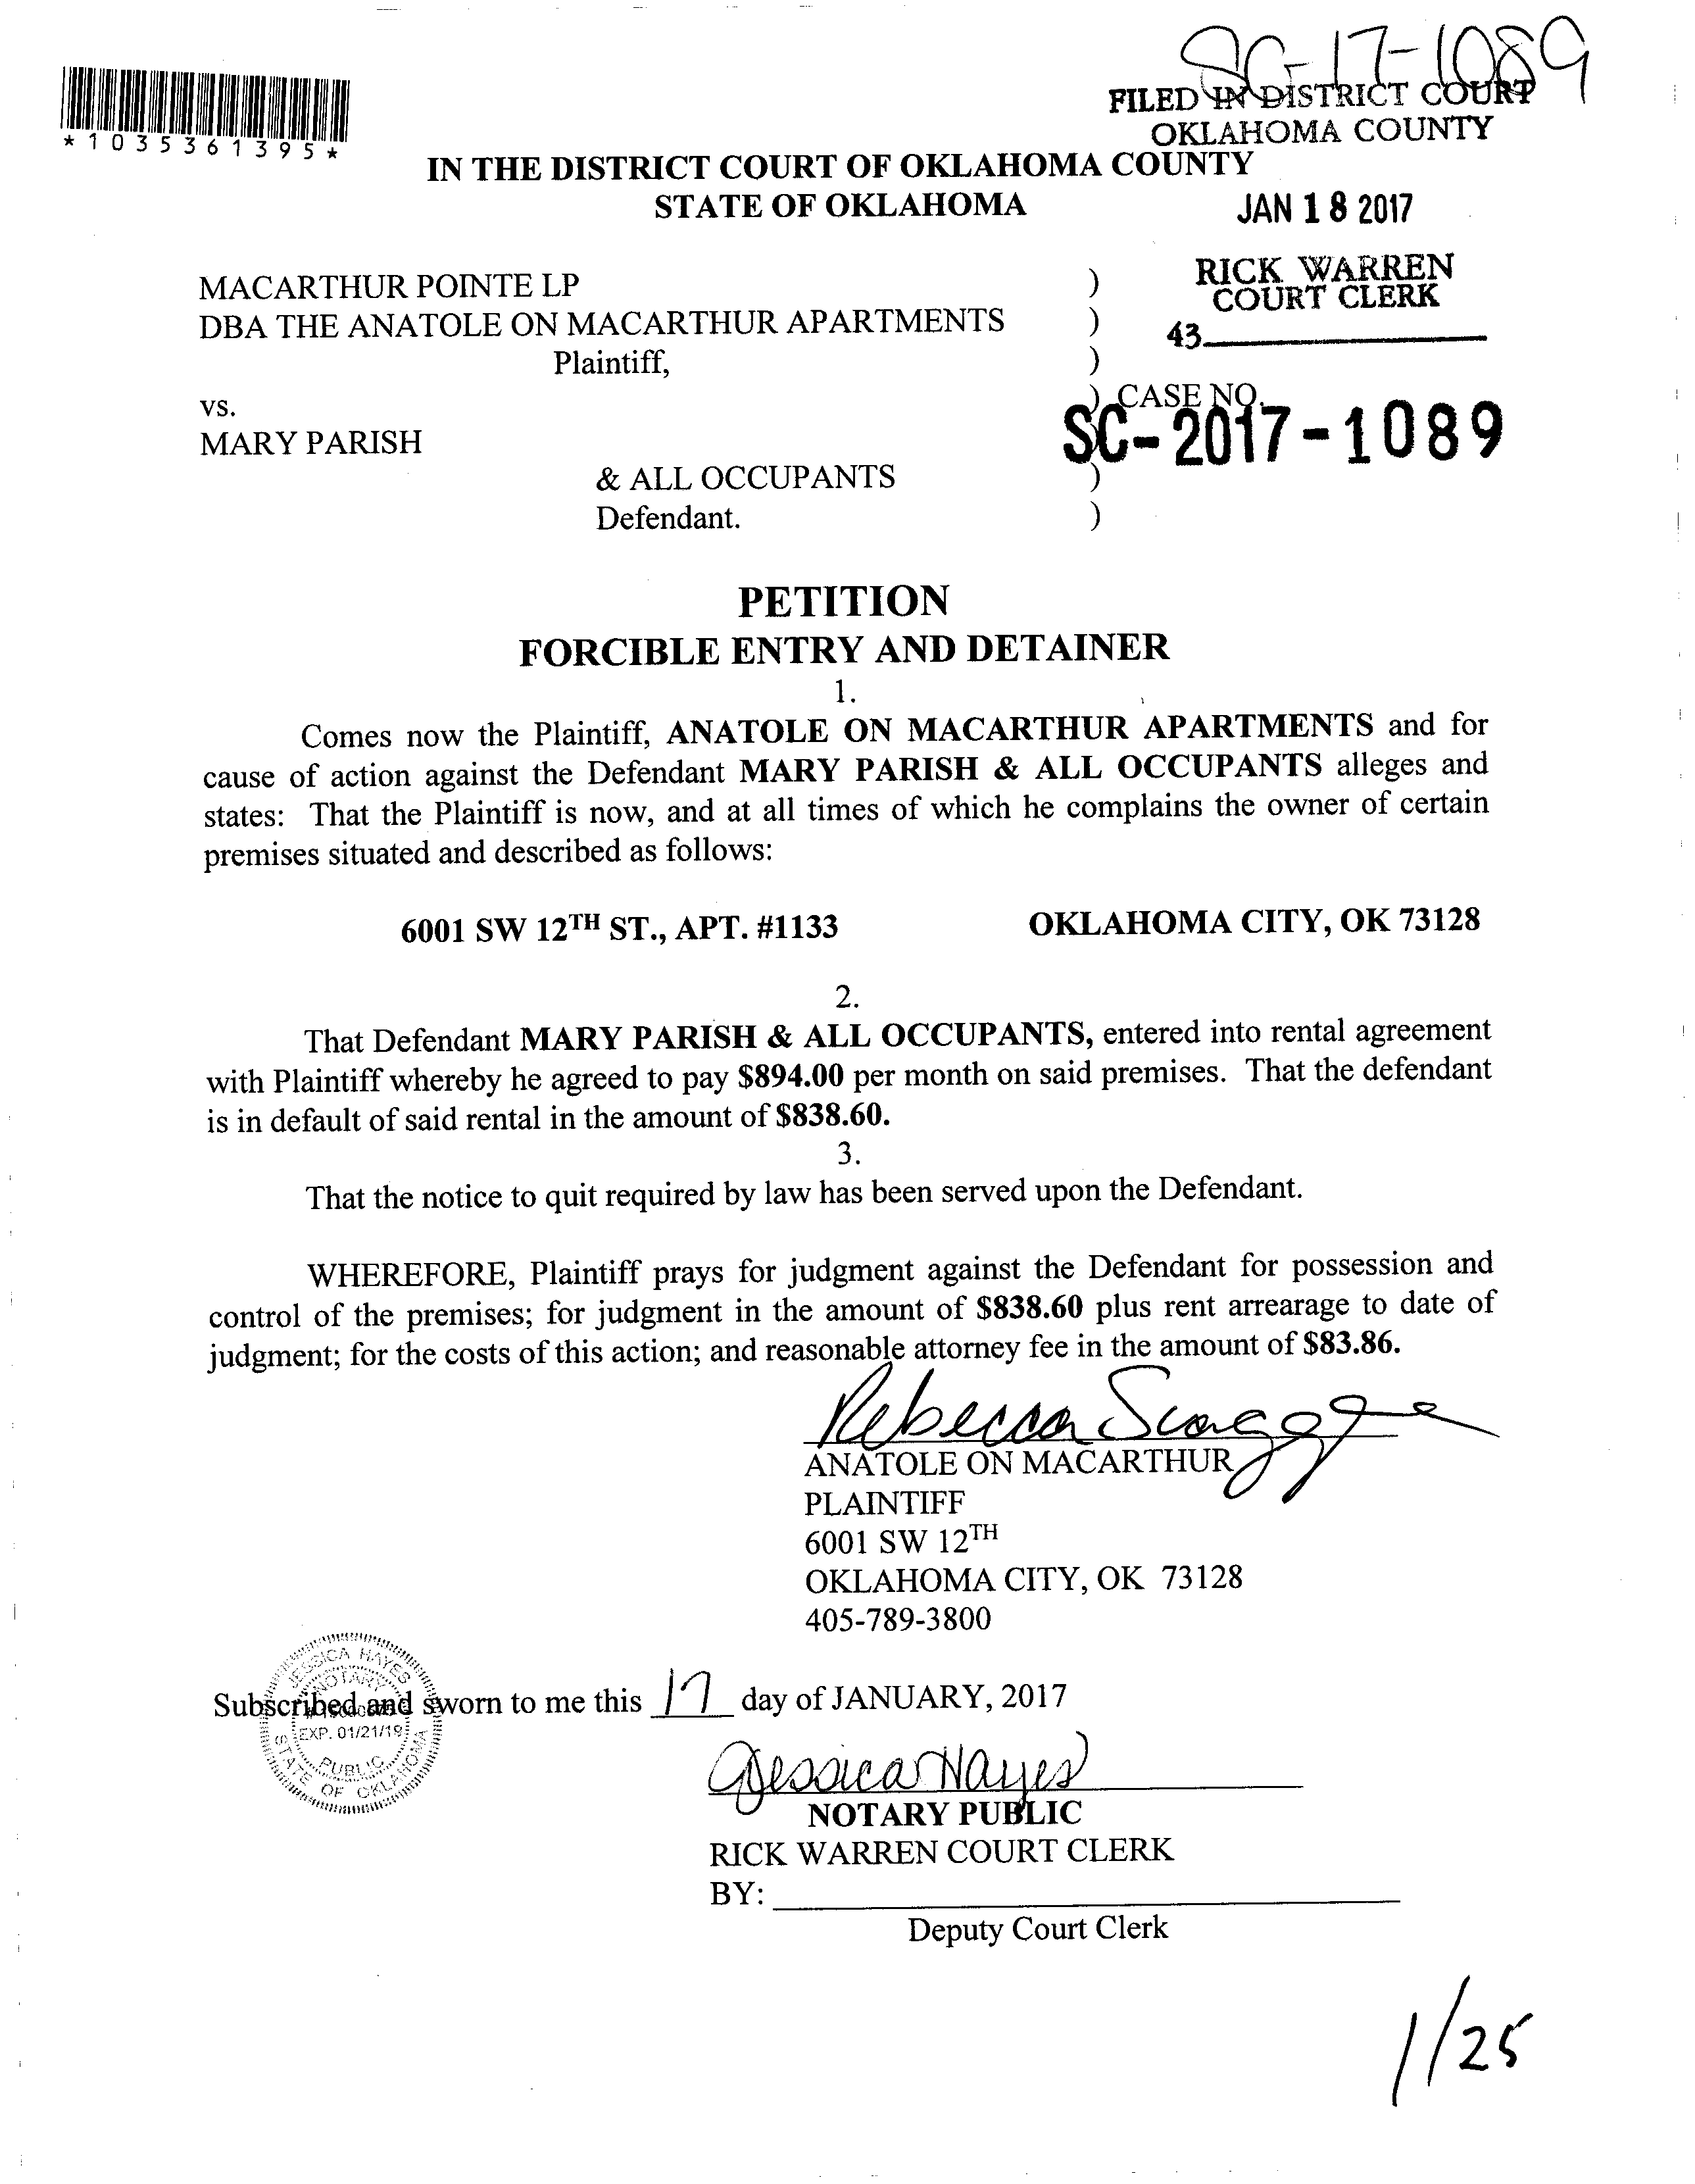 SC-17-1089
FILED IN DISTRICT COURT
OKLAHOMA COUNTY
*1035361395*
IN THE DISTRICT COURT OF OKLAHOMA COUNTY
STATE OF OKLAHOMA
JAN 18 2017
RICK WARREN
COURT CLERK
43
MACARTHUR POINTE LP )
DBA THE ANATOLE ON MACARTHUR APARTMENTS )
Plaintiff, )
vs. ) CASE NO.
SC-2017-1089
MARY PARISH
& ALL OCCUPANTS )
Defendant. )
PETITION
FORCIBLE ENTRY AND DETAINER
1.
Comes now the Plaintiff, ANATOLE ON MACARTHUR APARTMENTS and for
cause of action against the Defendant MARY PARISH & ALL OCCUPANTS alleges and
states: That the Plaintiff is now, and at all times of which he complains the owner of certain
premises situated and described as follows:
6001 SW 12TH ST., APT. #1133 OKLAHOMA CITY, OK 73128
2.
That Defendant MARY PARISH & ALL OCCUPANTS, entered into rental agreement
with Plaintiff whereby he agreed to pay $894.00 per month on said premises. That the defendant
is in default of said rental in the amount of $838.60.
3.
That the notice to quit required by law has been served upon the Defendant.
WHEREFORE, Plaintiff prays for judgment against the Defendant for possession and
control of the premises; for judgment in the amount of $838.60 plus rent arrearage to date of
judgment; for the costs of this action; and reasonable attorney fee in the amount of $83.86.
Rebecca Scaggs
ANATOLE ON MACARTHUR
PLAINTIFF
6001 SW 12TH
OKLAHOMA CITY, OK 73128
405-789-3800
JESSICA HAYES
NOTARY
EXP. 01/21/19
PUBLIC
STATE OF OKLAHOMA
Subscribed and sworn to me this 17 day of JANUARY, 2017
Jessica Hayes
NOTARY PUBLIC
RICK WARREN COURT CLERK
BY:
Deputy Court Clerk
1/25